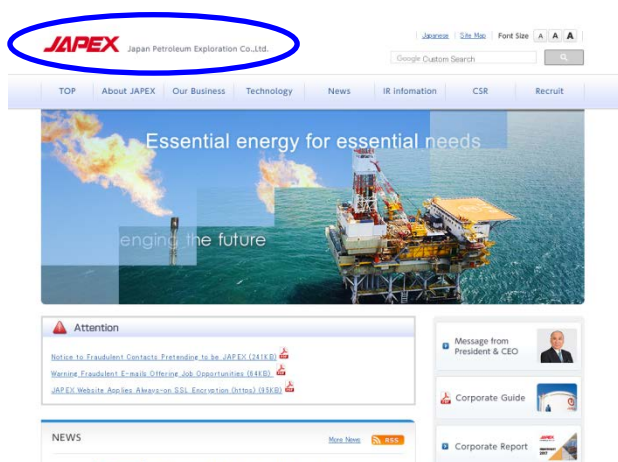 JAPEX Japan Petroleum Exploration Co.,Ltd.
Japanese | Site Map | Font Size A A A
Google Custom Search
TOP About JAPEX Our Business Technology News IR infomation CSR Recruit
Essential energy for essential needs
enging the future
Attention
Notice to Fraudulent Contacts Pretending to be JAPEX (241KB)
Warning Fraudulent E-mails Offering Job Opportunities (64KB)
JAPEX Website Applies Always-on SSL Encryption (https) (95KB)
Message from
President & CEO
Corporate Guide
Corporate Report
NEWS More News RSS